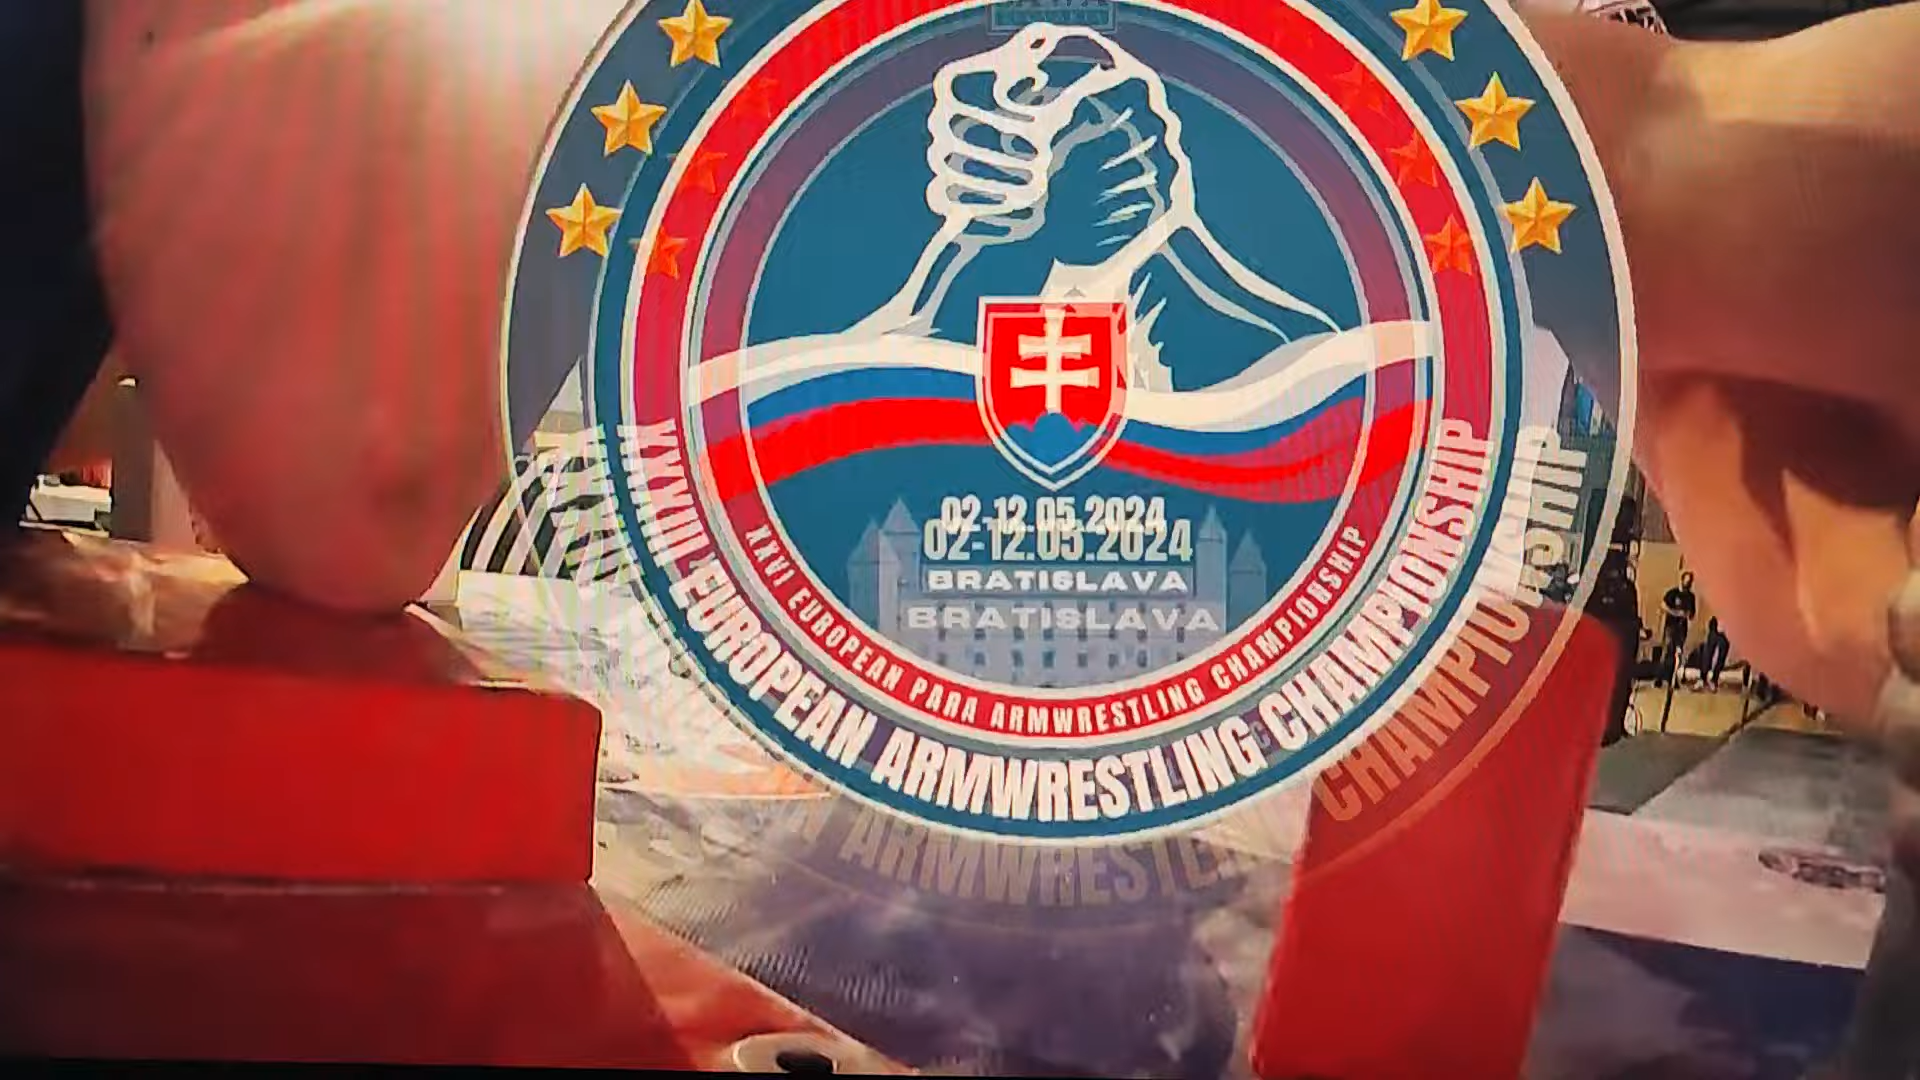 02-12.05.2024
02-12.05.2024
BRATISLAVA
BRATISLAVA
XXVI EUROPEAN PARA ARMWRESTLING CHAMPIONSHIP
XXXIII EUROPEAN ARMWRESTLING CHAMPIONSHIP
ARMWRESTLING CHAMPIONSHIP